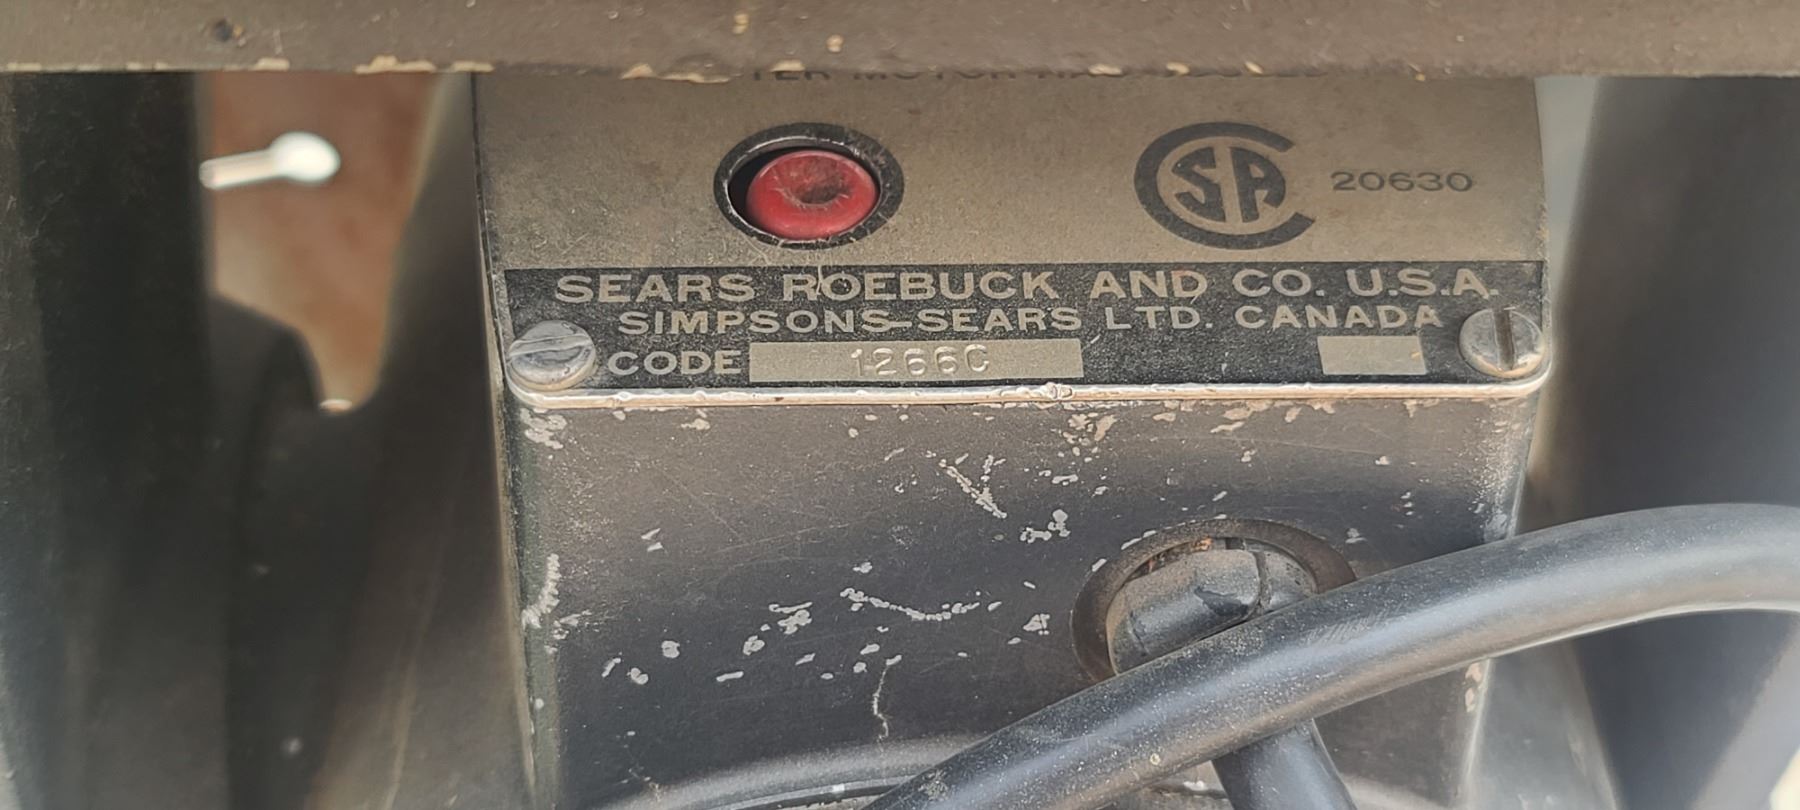 CSA 20630
SEARS ROEBUCK AND CO. U.S.A.
SIMPSONS-SEARS LTD. CANADA
CODE 1266C